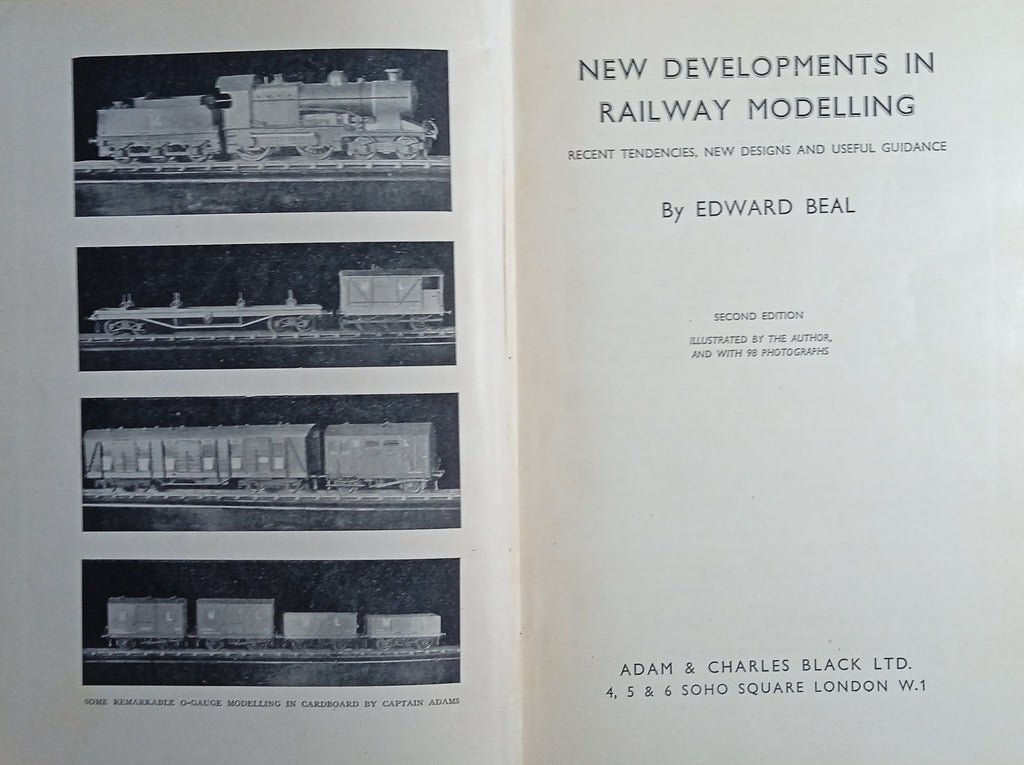 SOME REMARKABLE O-GAUGE MODELLING IN CARDBOARD BY CAPTAIN ADAMS
NEW DEVELOPMENTS IN
RAILWAY MODELLING
RECENT TENDENCIES, NEW DESIGNS AND USEFUL GUIDANCE
By EDWARD BEAL
SECOND EDITION
ILLUSTRATED BY THE AUTHOR,
AND WITH 98 PHOTOGRAPHS
ADAM & CHARLES BLACK LTD.
4, 5 & 6 SOHO SQUARE LONDON W.1